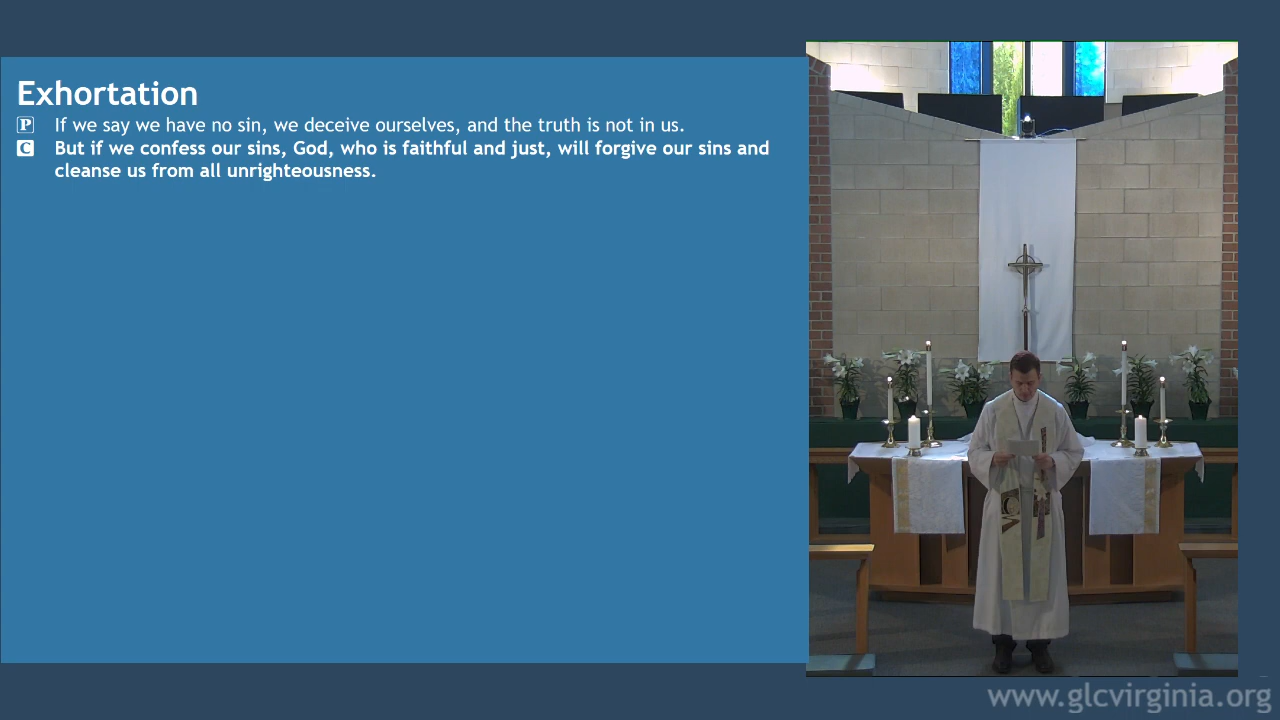 Exhortation
P If we say we have no sin, we deceive ourselves, and the truth is not in us.
C But if we confess our sins, God, who is faithful and just, will forgive our sins and
cleanse us from all unrighteousness.
www.glcvirginia.org